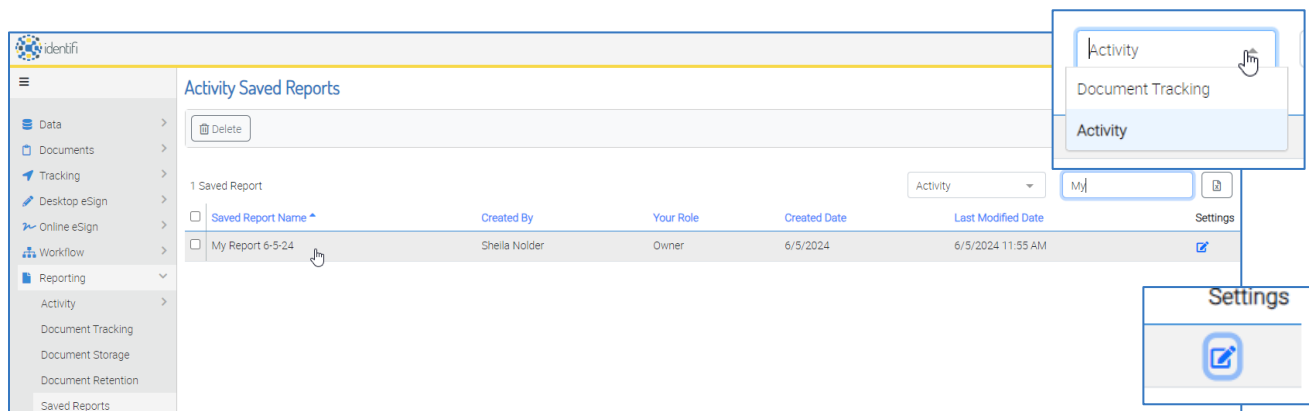 identifi
Activity
Document Tracking
Activity
Activity Saved Reports
Delete
Data
Documents
Tracking
Desktop eSign
Online eSign
Workflow
Reporting
Activity
Document Tracking
Document Storage
Document Retention
Saved Reports
1 Saved Report
Activity
My
Saved Report Name Created By Your Role Created Date Last Modified Date Settings
My Report 6-5-24 Sheila Nolder Owner 6/5/2024 6/5/2024 11:55 AM
Settings